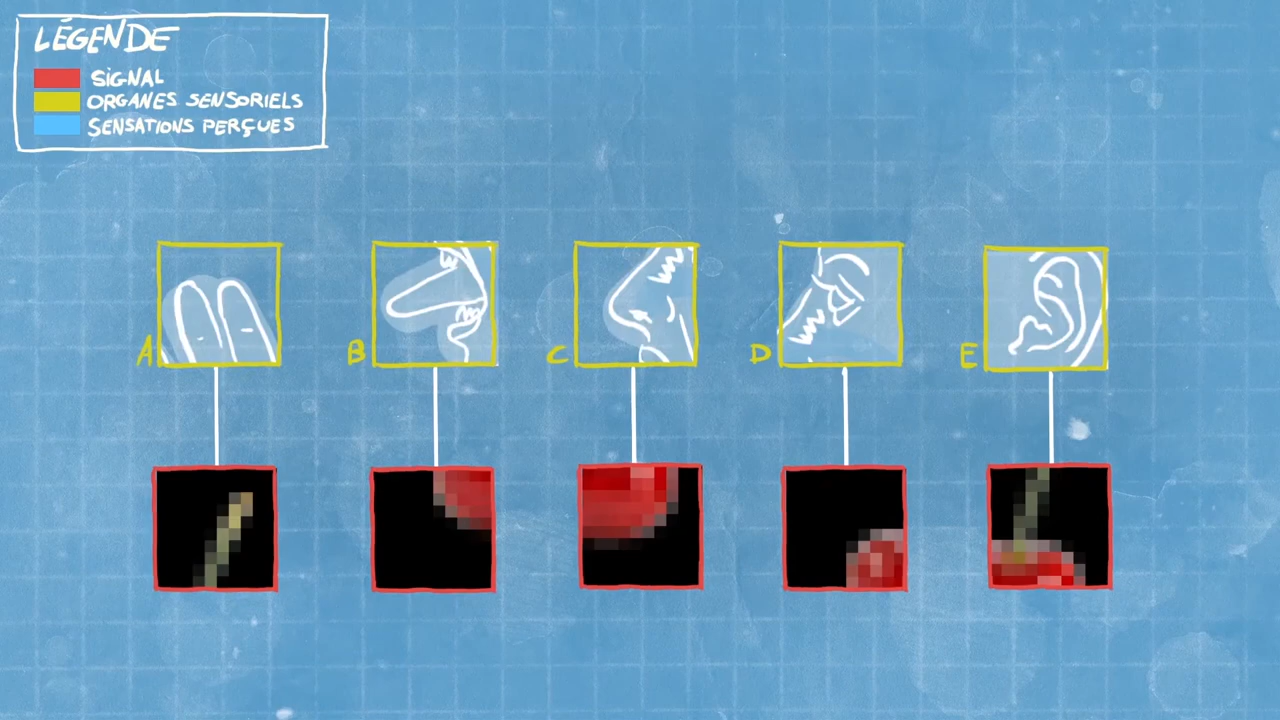 LÉGENDE
SIGNAL
ORGANES SENSORIELS
SENSATIONS PERÇUES
A B C D E